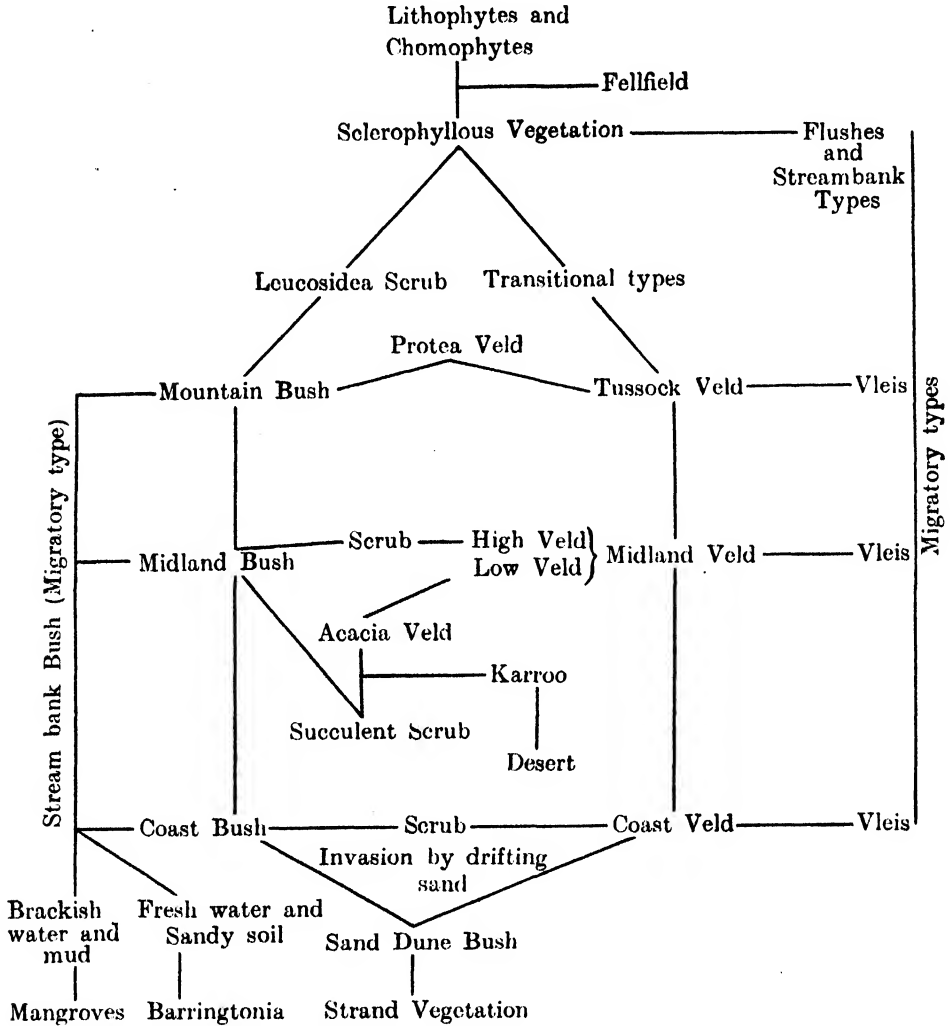 Lithophytes and
Chomophytes
Fellfield
Sclerophyllous Vegetation
Flushes
and
Streambank
Types
Leucosidea Scrub
Transitional types
Protea Veld
Mountain Bush
Tussock Veld
Vleis
Migratory types
Stream bank Bush (Migratory type)
Scrub
High Veld
Low Veld
Midland Bush
Midland Veld
Vleis
Acacia Veld
Karroo
Succulent Scrub
Desert
Coast Bush
Scrub
Coast Veld
Vleis
Invasion by drifting
sand
Brackish
water and
mud
Fresh water and
Sandy soil
Sand Dune Bush
Mangroves
Barringtonia
Strand Vegetation